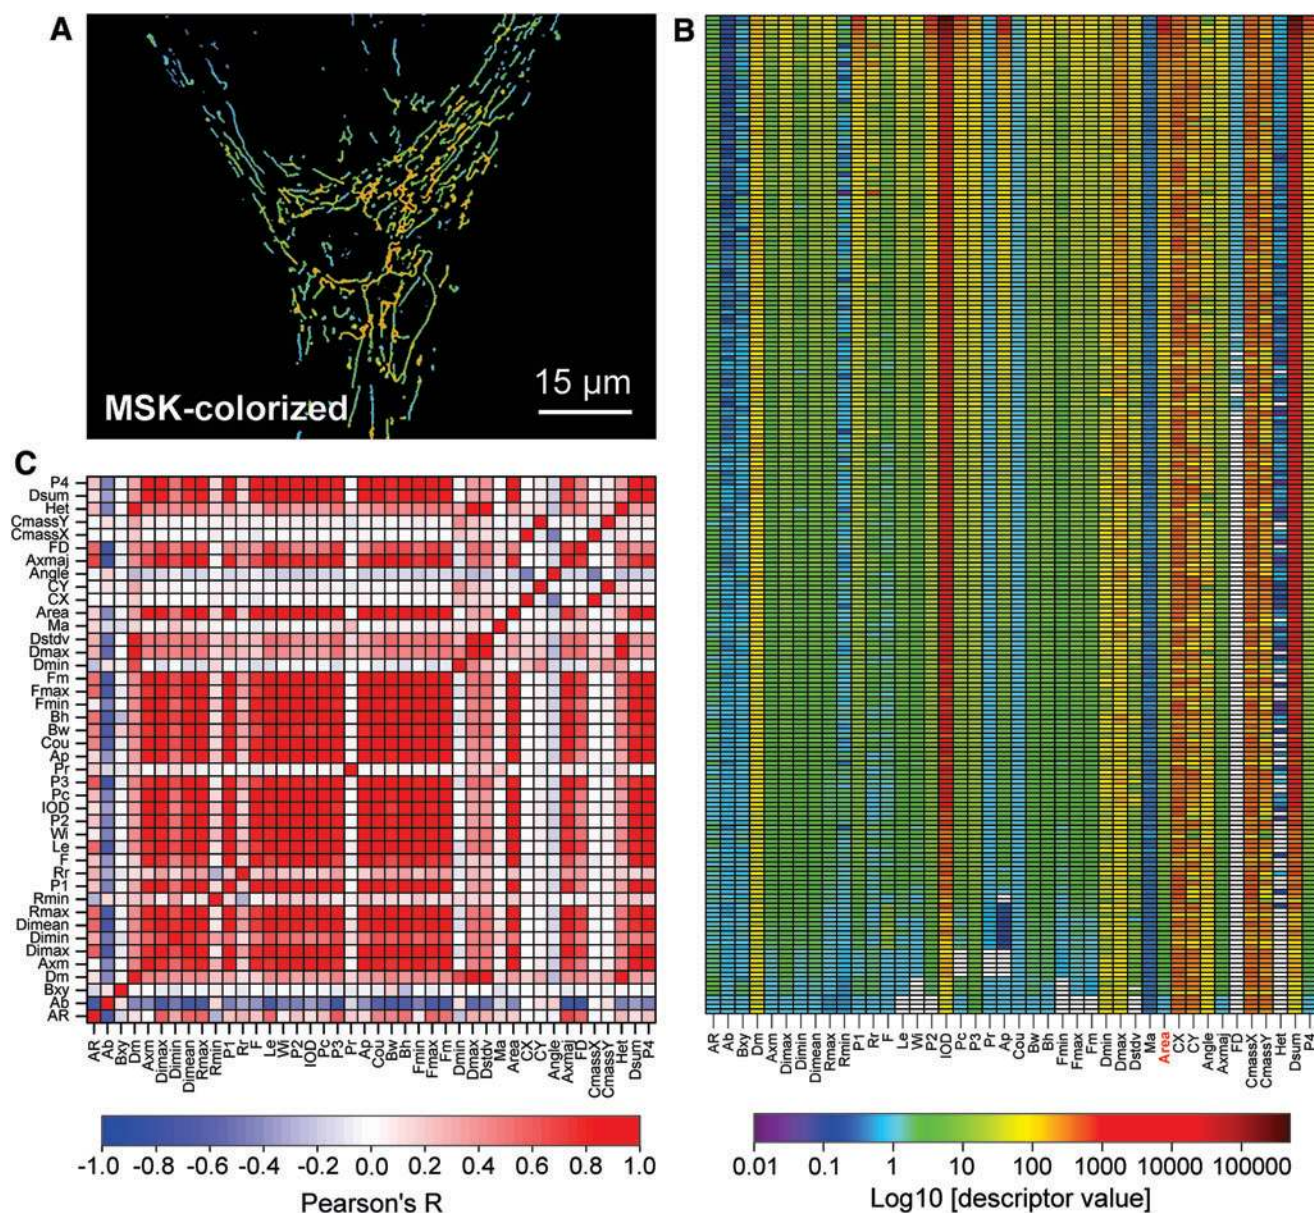 A
MSK-colorized
15 µm
B
AR Ab Bxy Dm Axm Dimax Dimin Dimean Rmax Rmin P1 Rr F Le Wi P2 IOD Pc P3 Pr Ap Cou Bw Bh Fmin Fmax Fm Dmin Dmax Dstdv Ma Area CX CY Angle Axmaj FD CmassX CmassY Het Dsum P4
0.01 0.1 1 10 100 1000 10000 100000
Log10 [descriptor value]
C
P4
Dsum
Het
CmassY
CmassX
FD
Axmaj
Angle
CY
CX
Area
Ma
Dstdv
Dmax
Dmin
Fm
Fmax
Fmin
Bh
Bw
Cou
Ap
Pr
P3
Pc
IOD
P2
Wi
Le
F
Rr
P1
Rmin
Rmax
Dimean
Dimin
Dimax
Axm
Dm
Bxy
Ab
AR
AR Ab Bxy Dm Axm Dimax Dimin Dimean Rmax Rmin P1 Rr F Le Wi P2 IOD Pc P3 Pr Ap Cou Bw Bh Fmin Fmax Fm Dmin Dmax Dstdv Ma Area CX CY Angle Axmaj FD CmassX CmassY Het Dsum P4
-1.0 -0.8 -0.6 -0.4 -0.2 0.0 0.2 0.4 0.6 0.8 1.0
Pearson's R